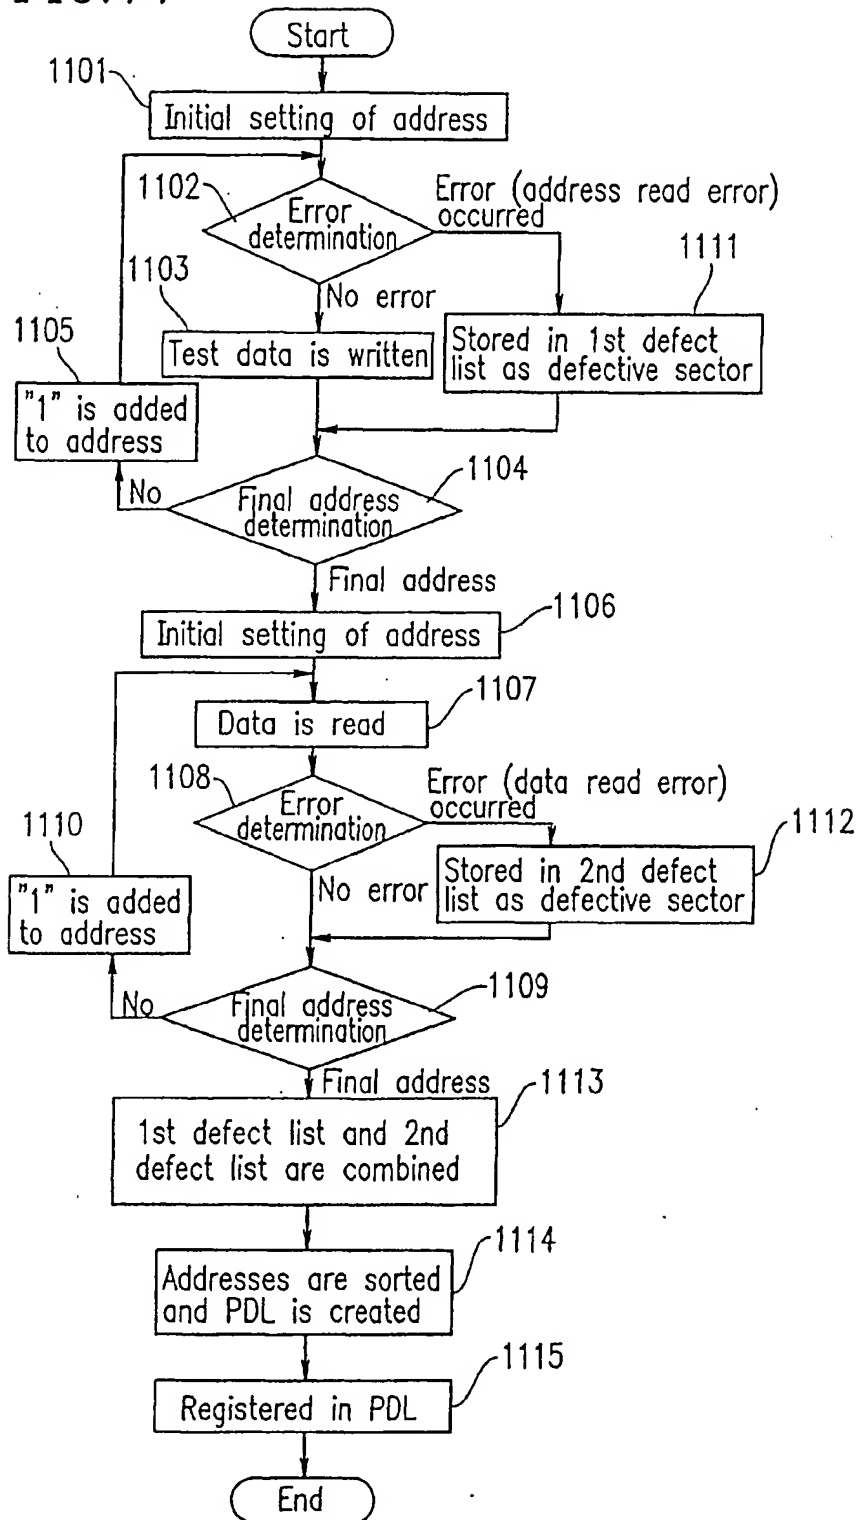 Start
1101
Initial setting of address
1102
Error
determination
Error (address read error)
occurred
1111
1103
No error
Stored in 1st defect
list as defective sector
1105
Test data is written
"1" is added
to address
1104
No
Final address
determination
Final address
1106
Initial setting of address
1107
Data is read
1108
Error (data read error)
occurred
Error
determination
1112
1110
Stored in 2nd defect
list as defective sector
No error
"1" is added
to address
1109
No
Final address
determination
Final address
1113
1st defect list and 2nd
defect list are combined
1114
Addresses are sorted
and PDL is created
1115
Registered in PDL
End